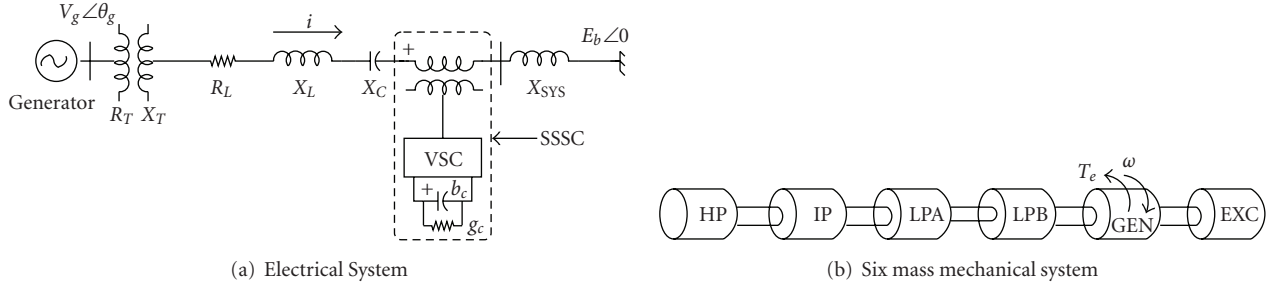 V_g∠θ_g
i
E_b∠0
+
Generator
R_T X_T
R_L
X_L
X_C
X_SYS
SSSC
VSC
+ b_c
g_c
(a) Electrical System
T_e
ω
HP
IP
LPA
LPB
GEN
EXC
(b) Six mass mechanical system